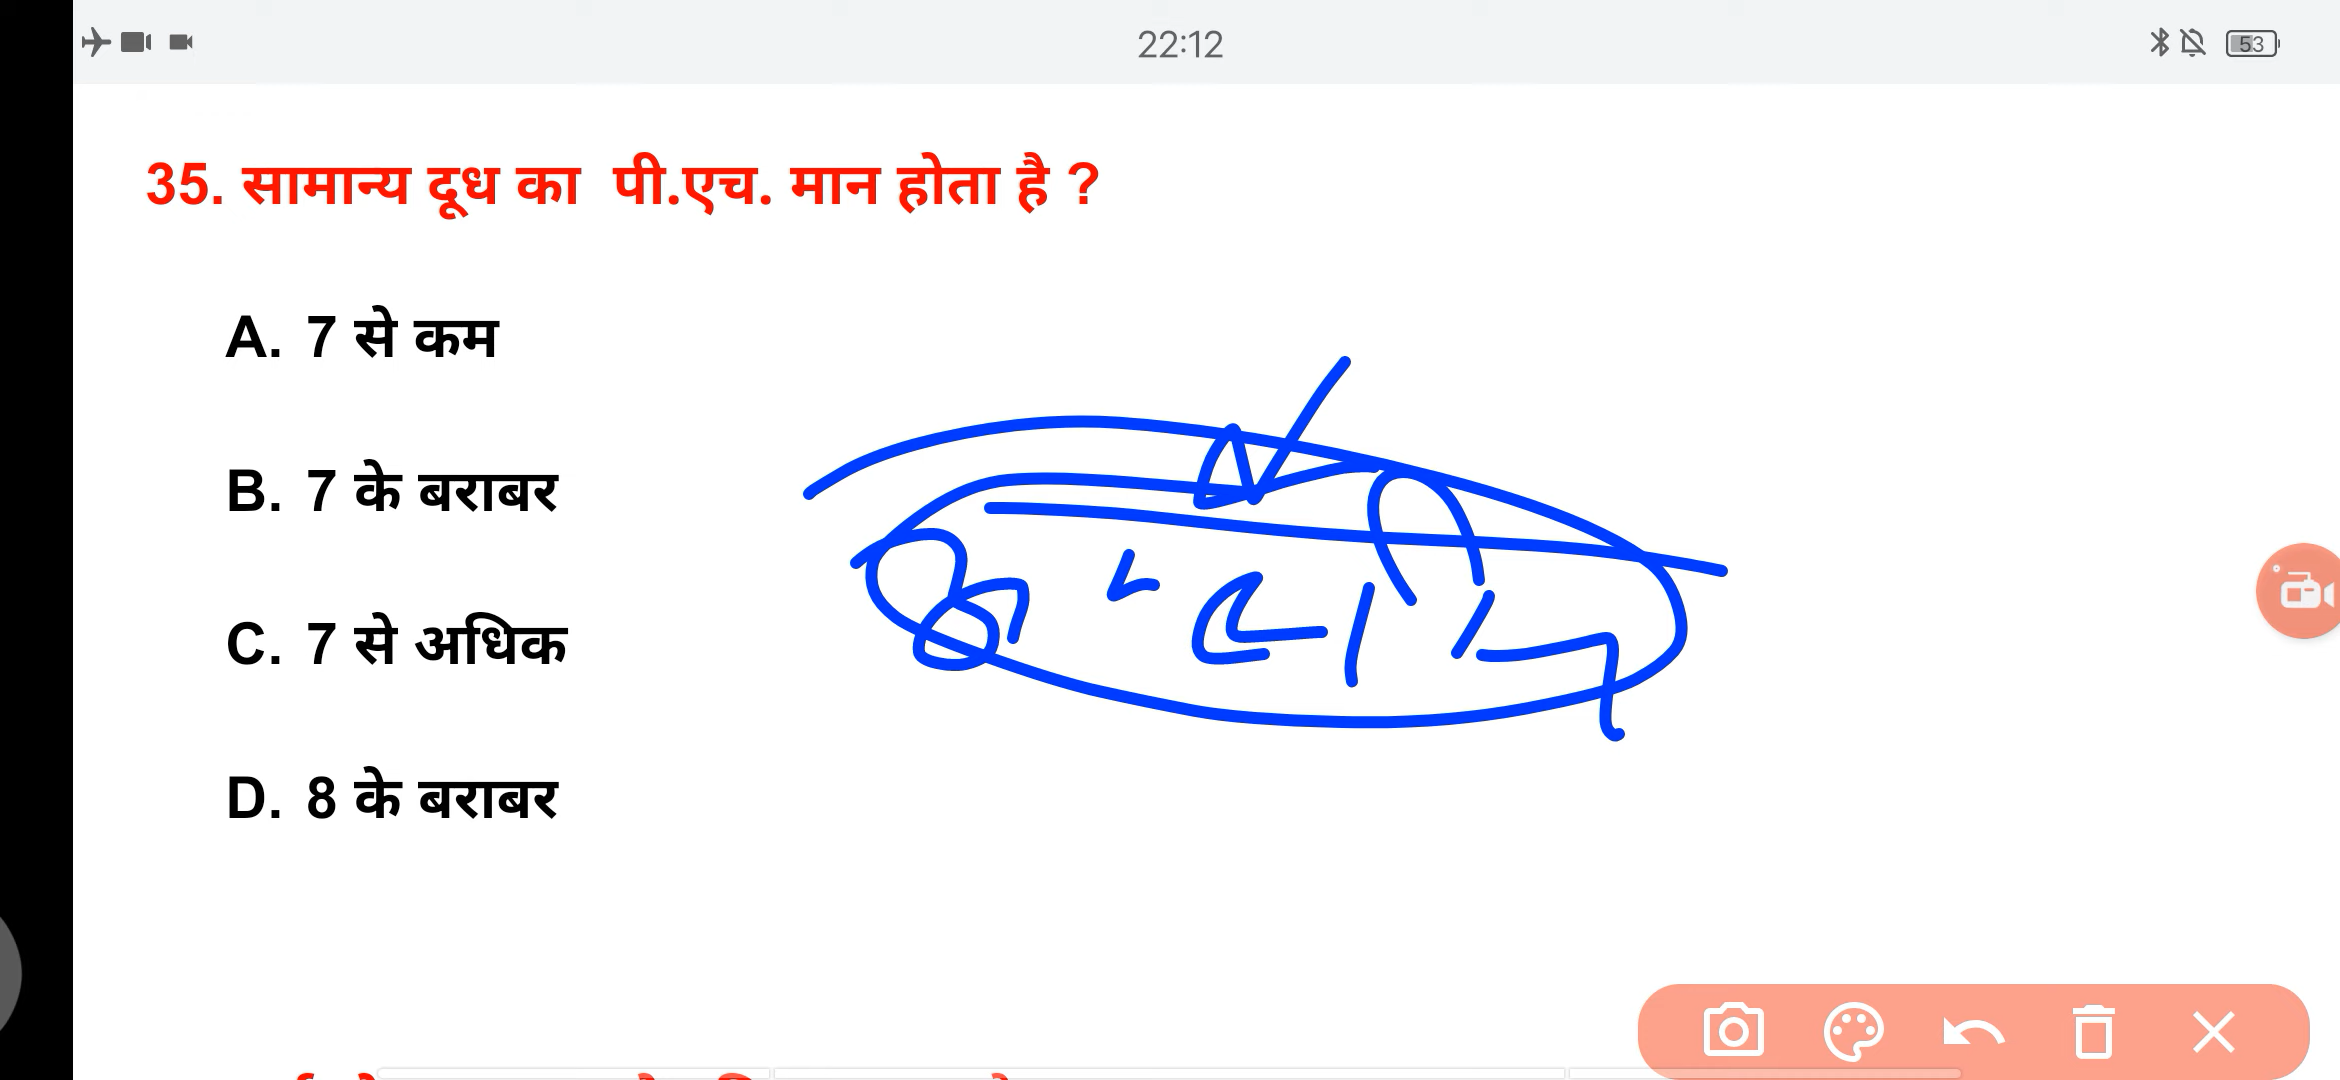 22:12
53
35. सामान्य दूध का पी.एच. मान होता है ?
A. 7 से कम
B. 7 के बराबर
C. 7 से अधिक
D. 8 के बराबर